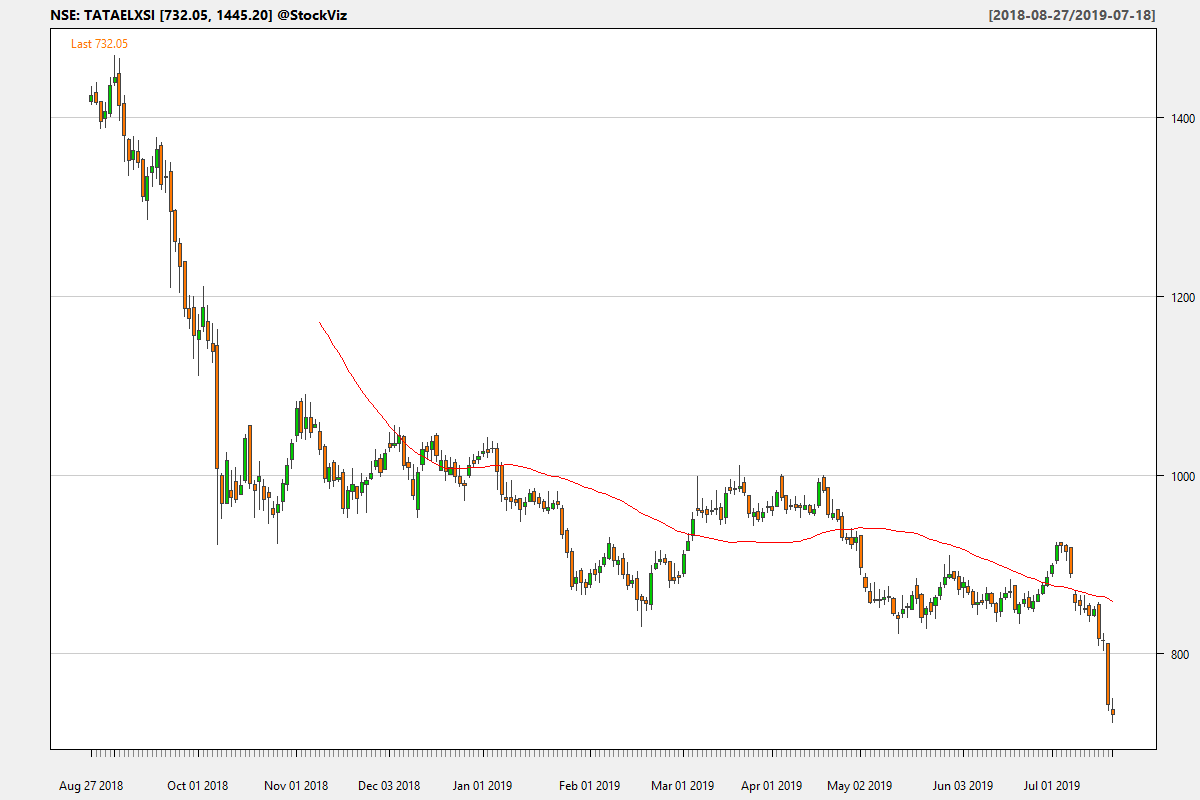 NSE: TATAELXSI [732.05, 1445.20] @StockViz [2018-08-27/2019-07-18]
Last 732.05
1400
1200
1000
800
Aug 27 2018 Oct 01 2018 Nov 01 2018 Dec 03 2018 Jan 01 2019 Feb 01 2019 Mar 01 2019 Apr 01 2019 May 02 2019 Jun 03 2019 Jul 01 2019